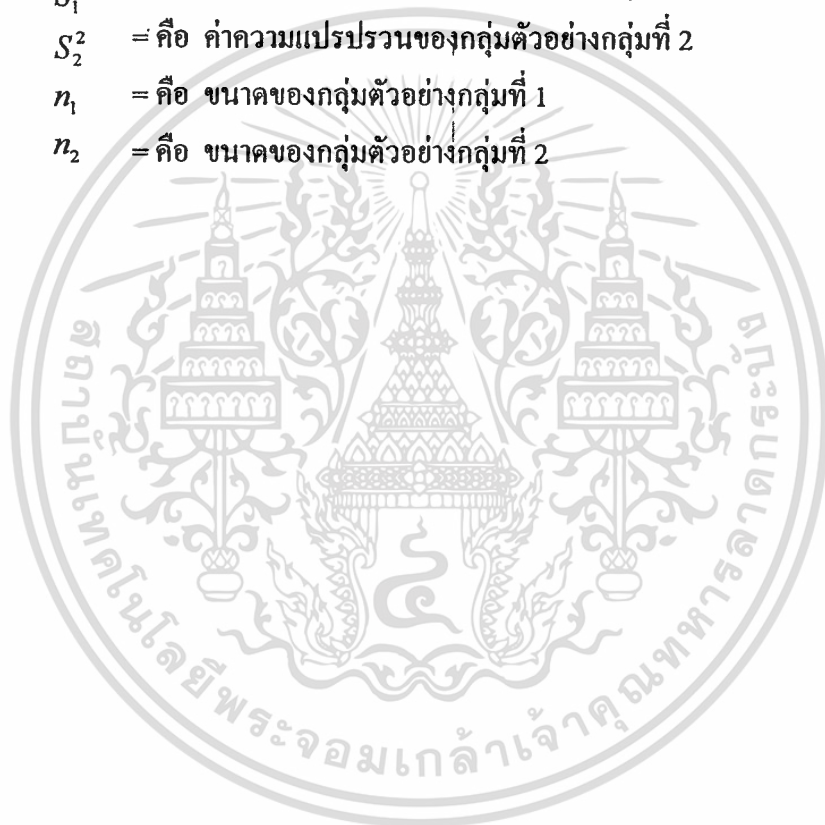 S₂² = คือ ค่าความแปรปรวนของกลุ่มตัวอย่างกลุ่มที่ 2
n₁ = คือ ขนาดของกลุ่มตัวอย่างกลุ่มที่ 1
n₂ = คือ ขนาดของกลุ่มตัวอย่างกลุ่มที่ 2
สถาบันเทคโนโลยีพระจอมเกล้าเจ้าคุณทหารลาดกระบัง